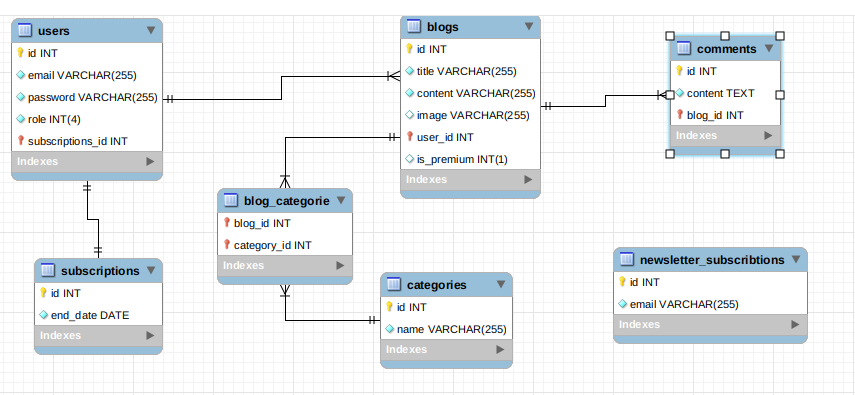 users
id INT
email VARCHAR(255)
password VARCHAR(255)
role INT(4)
subscriptions_id INT
Indexes
blogs
id INT
title VARCHAR(255)
content VARCHAR(255)
image VARCHAR(255)
user_id INT
is_premium INT(1)
Indexes
comments
id INT
content TEXT
blog_id INT
Indexes
blog_categorie
blog_id INT
category_id INT
Indexes
subscriptions
id INT
end_date DATE
Indexes
categories
id INT
name VARCHAR(255)
Indexes
newsletter_subscribtions
id INT
email VARCHAR(255)
Indexes